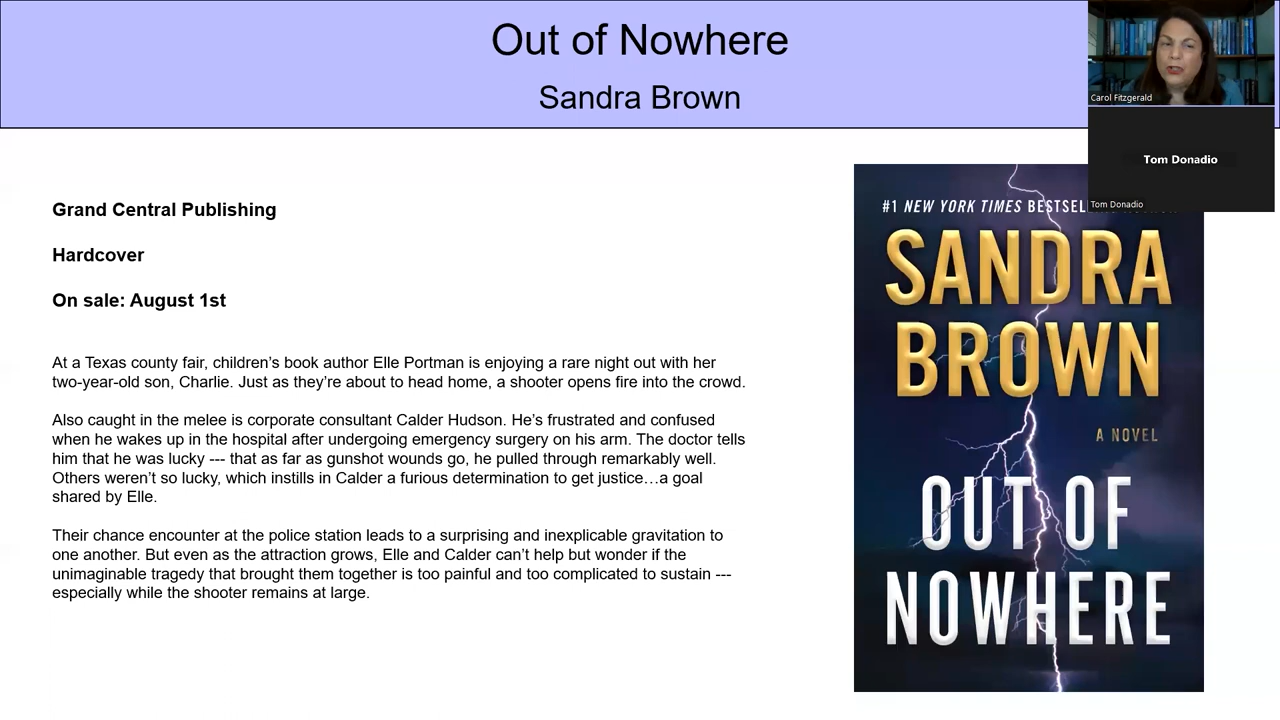 Out of Nowhere
Sandra Brown
Carol Fitzgerald
Tom Donadio
Tom Donadio
Grand Central Publishing
Hardcover
On sale: August 1st
At a Texas county fair, children’s book author Elle Portman is enjoying a rare night out with her
two-year-old son, Charlie. Just as they’re about to head home, a shooter opens fire into the crowd.
Also caught in the melee is corporate consultant Calder Hudson. He’s frustrated and confused
when he wakes up in the hospital after undergoing emergency surgery on his arm. The doctor tells
him that he was lucky --- that as far as gunshot wounds go, he pulled through remarkably well.
Others weren’t so lucky, which instills in Calder a furious determination to get justice…a goal
shared by Elle.
Their chance encounter at the police station leads to a surprising and inexplicable gravitation to
one another. But even as the attraction grows, Elle and Calder can’t help but wonder if the
unimaginable tragedy that brought them together is too painful and too complicated to sustain ---
especially while the shooter remains at large.
#1 NEW YORK TIMES
SANDRA
BROWN
A NOVEL
OUT OF
NOWHERE